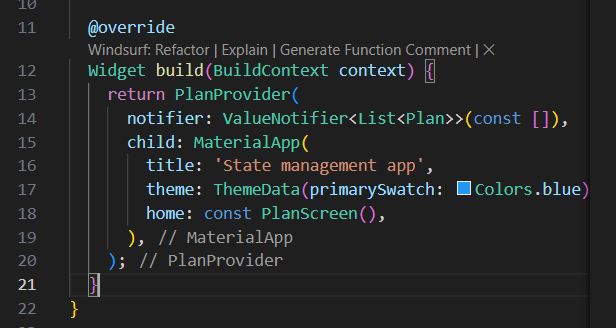 10
11 @override
Windsurf: Refactor | Explain | Generate Function Comment | ×
12 Widget build(BuildContext context) {
13 return PlanProvider(
14 notifier: ValueNotifier<List<Plan>>(const []),
15 child: MaterialApp(
16 title: 'State management app',
17 theme: ThemeData(primarySwatch: Colors.blue)
18 home: const PlanScreen(),
19 ), // MaterialApp
20 ); // PlanProvider
21 }
22 }